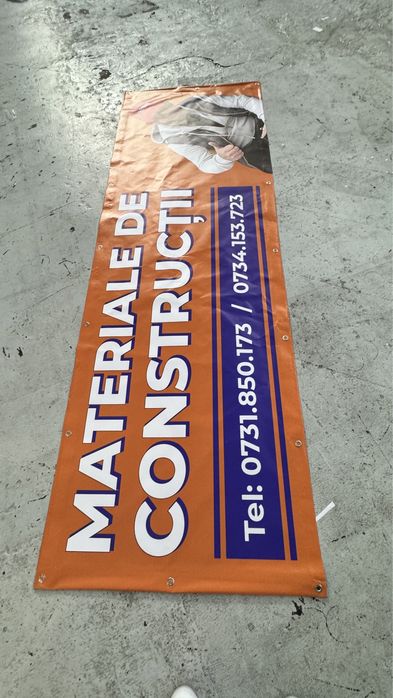 MATERIALE DE
CONSTRUCȚII
Tel: 0731.850.173 / 0734.153.723